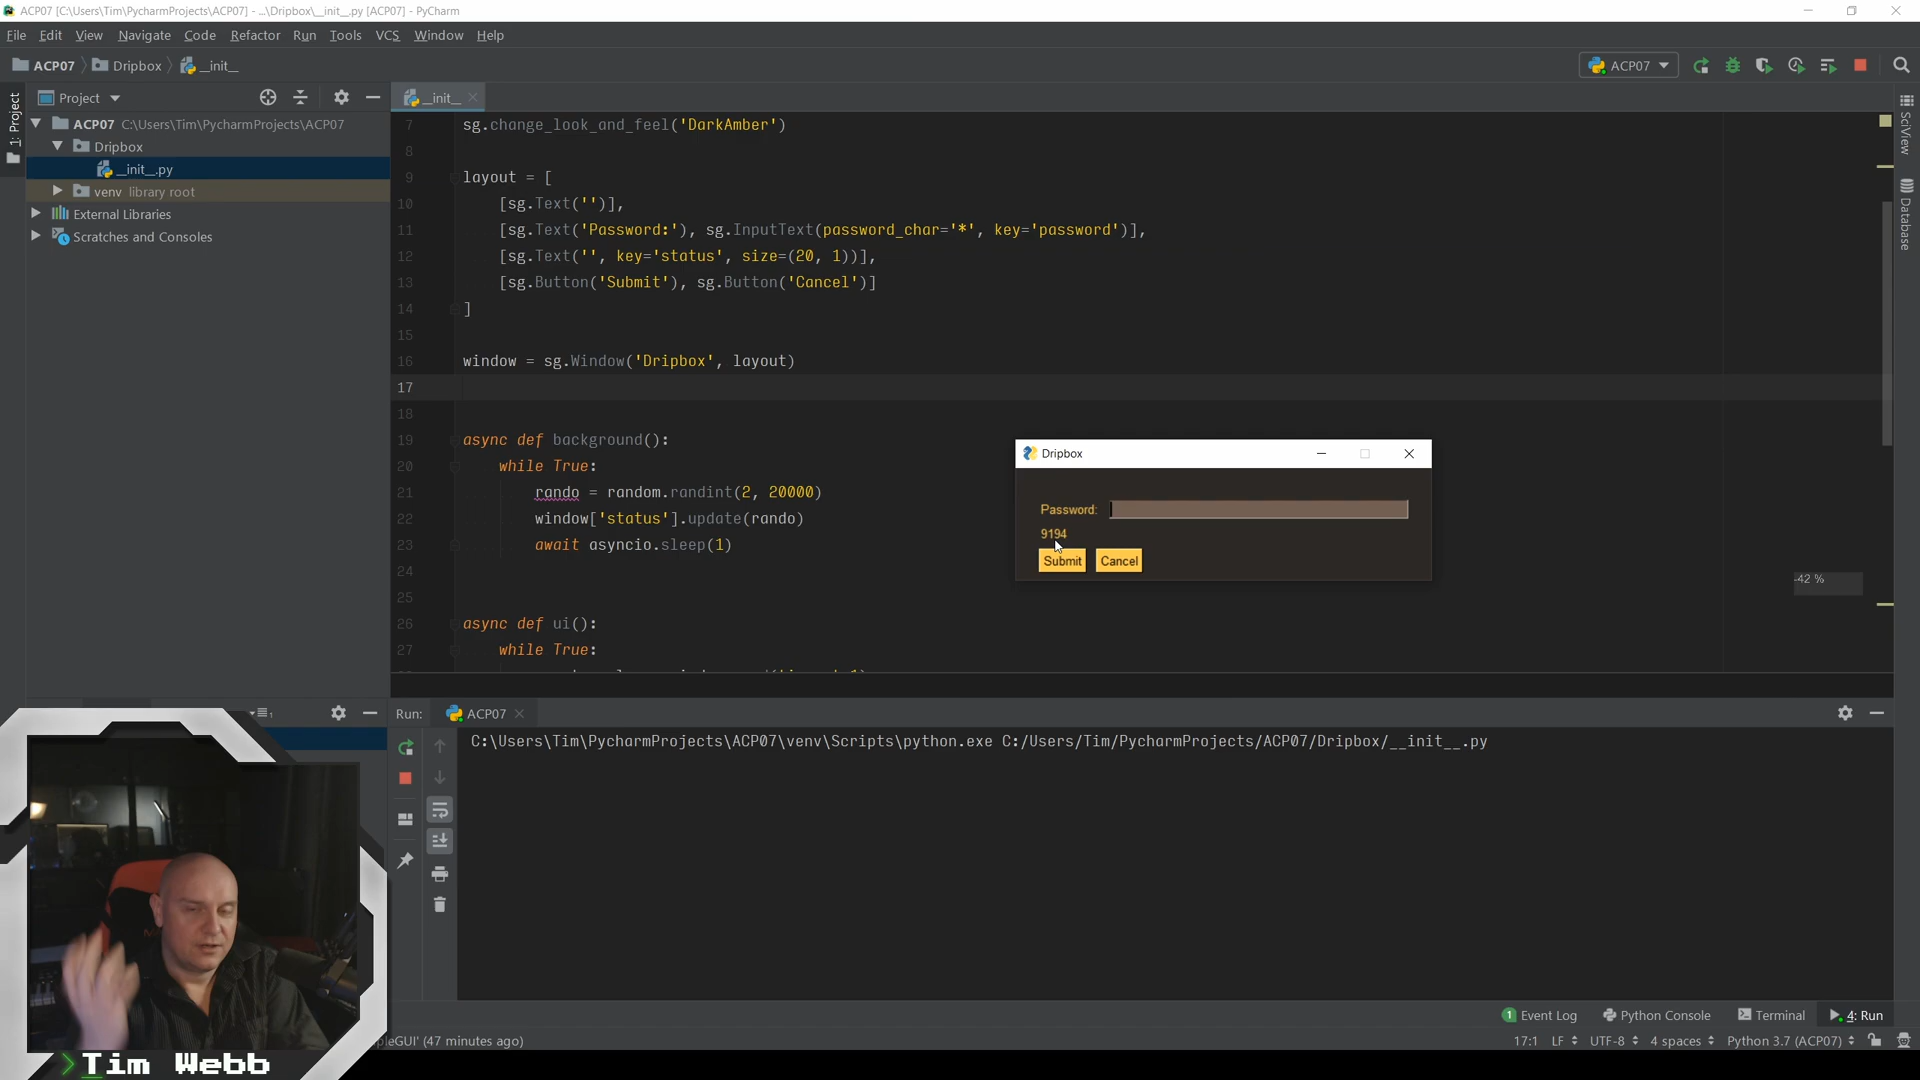 ACP07 [C:\Users\Tim\PycharmProjects\ACP07] - ...\Dripbox\__init__.py [ACP07] - PyCharm
File Edit View Navigate Code Refactor Run Tools VCS Window Help
ACP07 Dripbox __init__
ACP07
1: Project
Project
__init__
ACP07 C:\Users\Tim\PycharmProjects\ACP07
Dripbox
__init__.py
venv library root
External Libraries
Scratches and Consoles
7 sg.change_look_and_feel('DarkAmber')
8
9 layout = [
10 [sg.Text('')],
11 [sg.Text('Password:'), sg.InputText(password_char='*', key='password')],
12 [sg.Text('', key='status', size=(20, 1))],
13 [sg.Button('Submit'), sg.Button('Cancel')]
14 ]
15
16 window = sg.Window('Dripbox', layout)
17
18
19 async def background():
20 while True:
21 rando = random.randint(2, 20000)
22 window['status'].update(rando)
23 await asyncio.sleep(1)
24
25
26 async def ui():
27 while True:
SciView
Database
Dripbox
Password:
9194
Submit Cancel
-42 %
Run: ACP07
C:\Users\Tim\PycharmProjects\ACP07\venv\Scripts\python.exe C:/Users/Tim/PycharmProjects/ACP07/Dripbox/__init__.py
1 Event Log Python Console Terminal 4: Run
pleGUI' (47 minutes ago)
17:1 LF UTF-8 4 spaces Python 3.7 (ACP07)
>Tim Webb